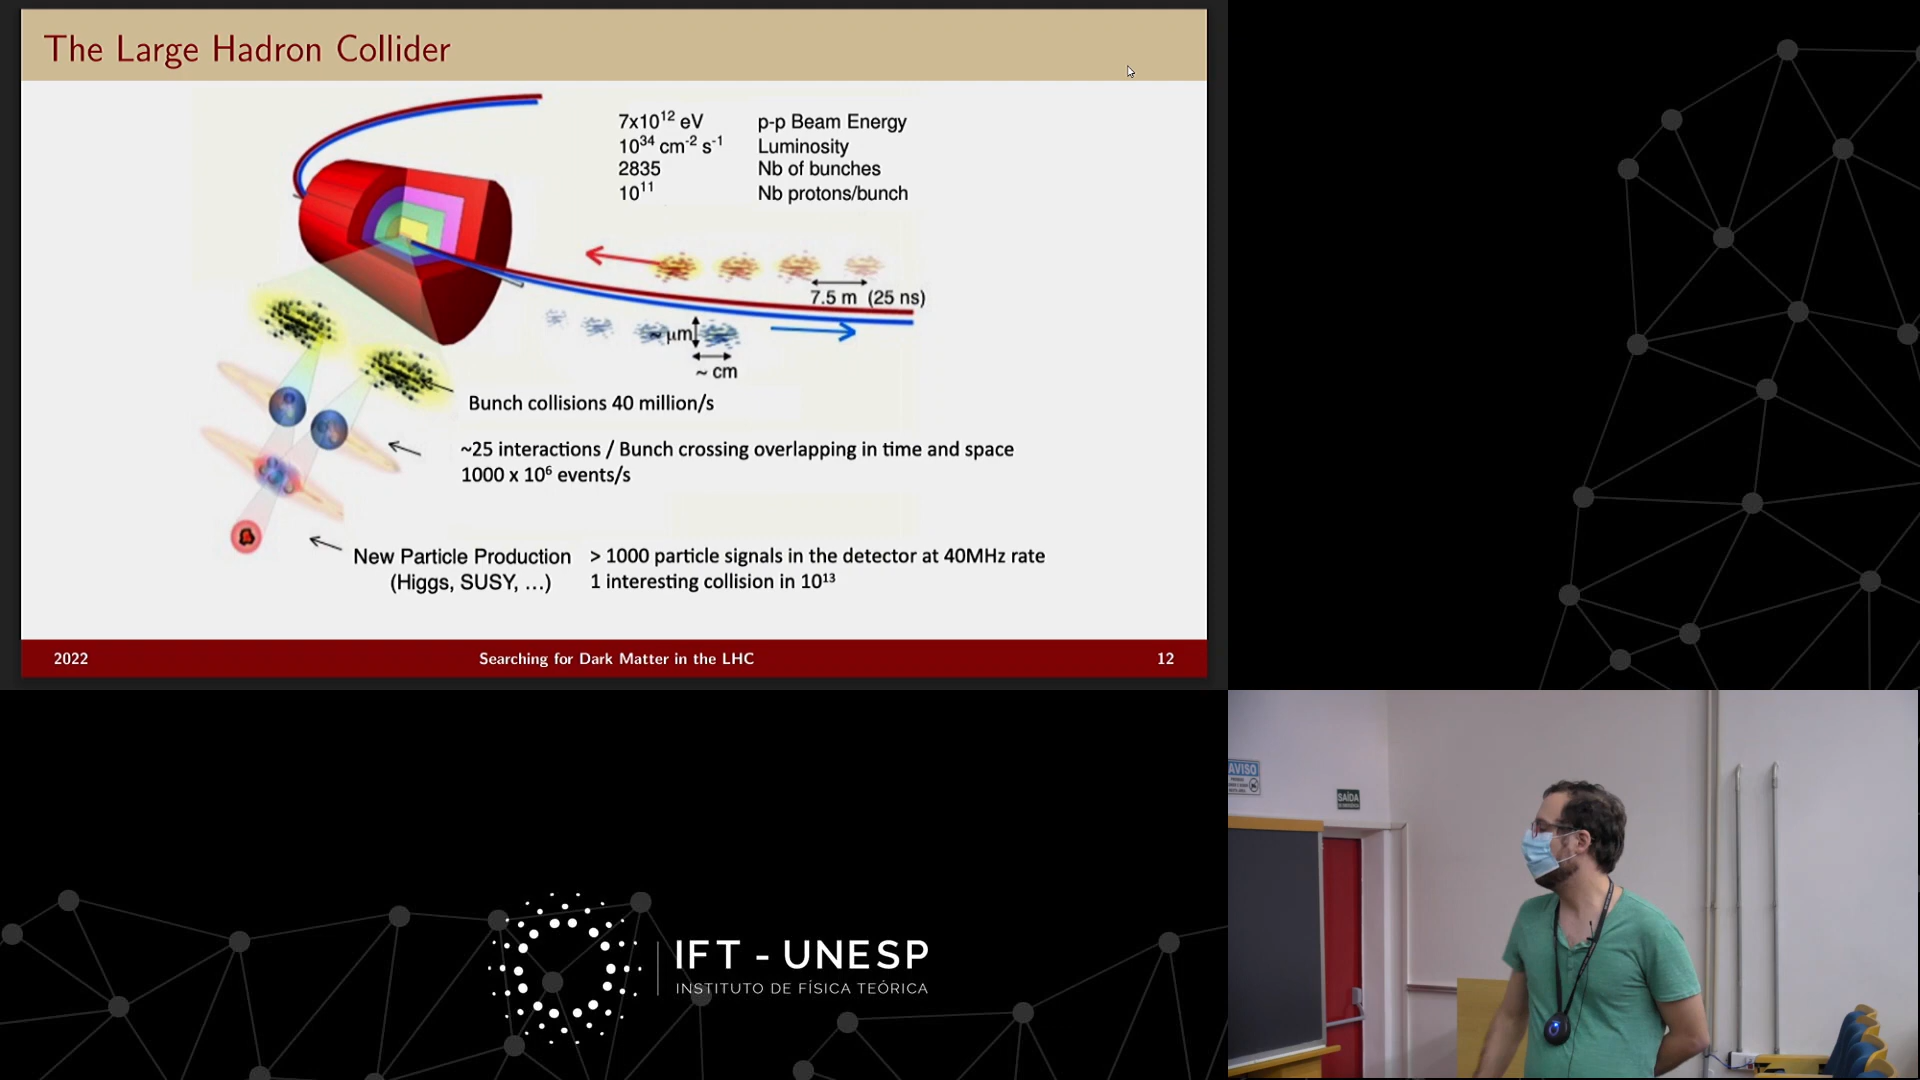 The Large Hadron Collider
7x10¹² eV p-p Beam Energy
10³⁴ cm⁻² s⁻¹ Luminosity
2835 Nb of bunches
10¹¹ Nb protons/bunch
7.5 m (25 ns)
~ μm
~ cm
Bunch collisions 40 million/s
~25 interactions / Bunch crossing overlapping in time and space
1000 x 10⁶ events/s
New Particle Production > 1000 particle signals in the detector at 40MHz rate
(Higgs, SUSY, …) 1 interesting collision in 10¹³
2022 Searching for Dark Matter in the LHC 12
AVISO
SAÍDA
IFT - UNESP
INSTITUTO DE FÍSICA TEÓRICA